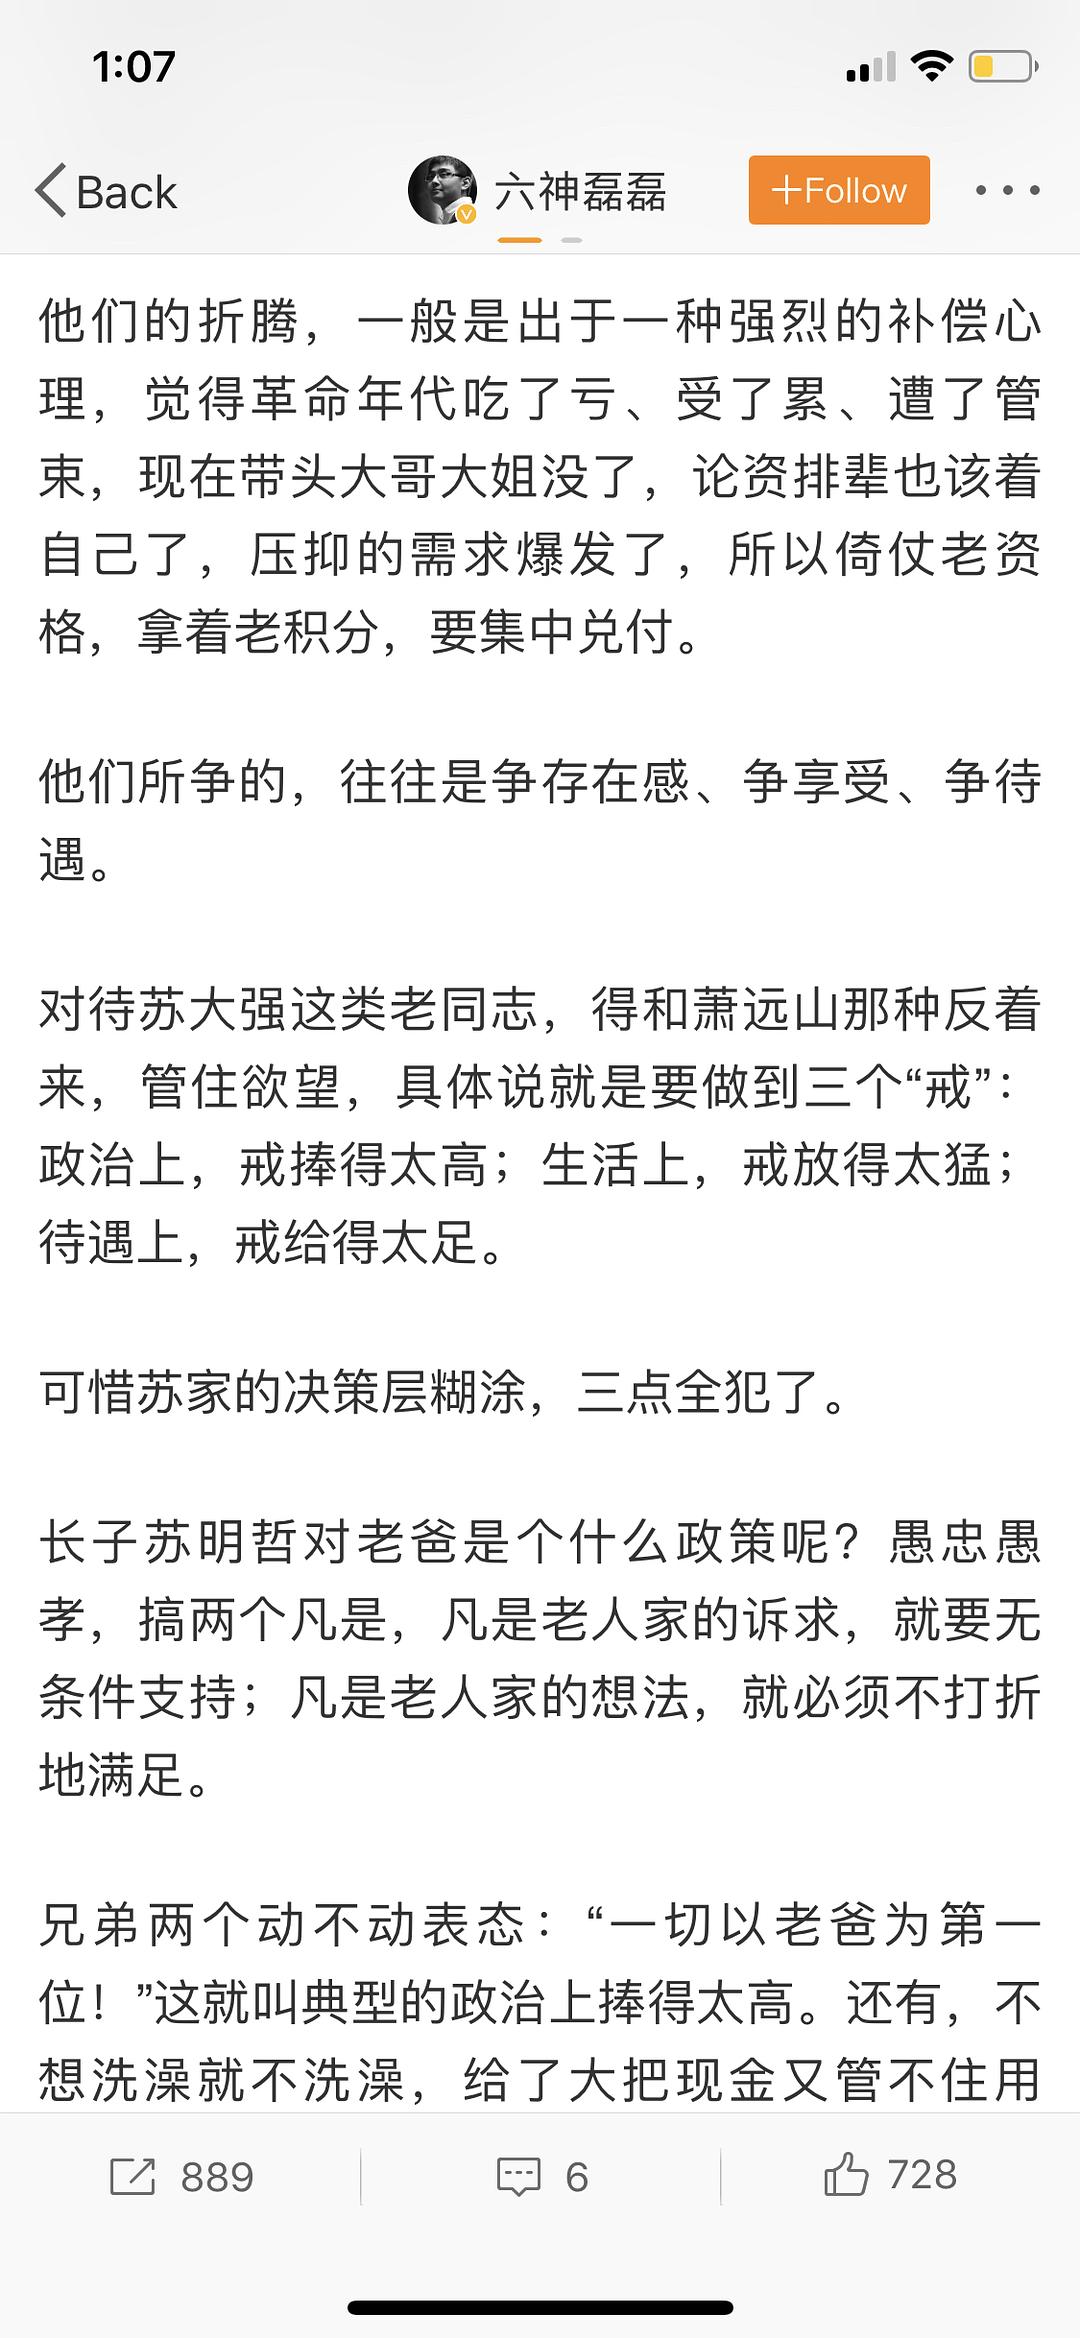 1:07
Back
六神磊磊
+Follow
他们的折腾，一般是出于一种强烈的补偿心
理，觉得革命年代吃了亏、受了累、遭了管
束，现在带头大哥大姐没了，论资排辈也该着
自己了，压抑的需求爆发了，所以倚仗老资
格，拿着老积分，要集中兑付。
他们所争的，往往是争存在感、争享受、争待
遇。
对待苏大强这类老同志，得和萧远山那种反着
来，管住欲望，具体说就是要做到三个“戒”：
政治上，戒捧得太高；生活上，戒放得太猛；
待遇上，戒给得太足。
可惜苏家的决策层糊涂，三点全犯了。
长子苏明哲对老爸是个什么政策呢？愚忠愚
孝，搞两个凡是，凡是老人家的诉求，就要无
条件支持；凡是老人家的想法，就必须不打折
地满足。
兄弟两个动不动表态：“一切以老爸为第一
位！”这就叫典型的政治上捧得太高。还有，不
想洗澡就不洗澡，给了大把现金又管不住用
889
6
728